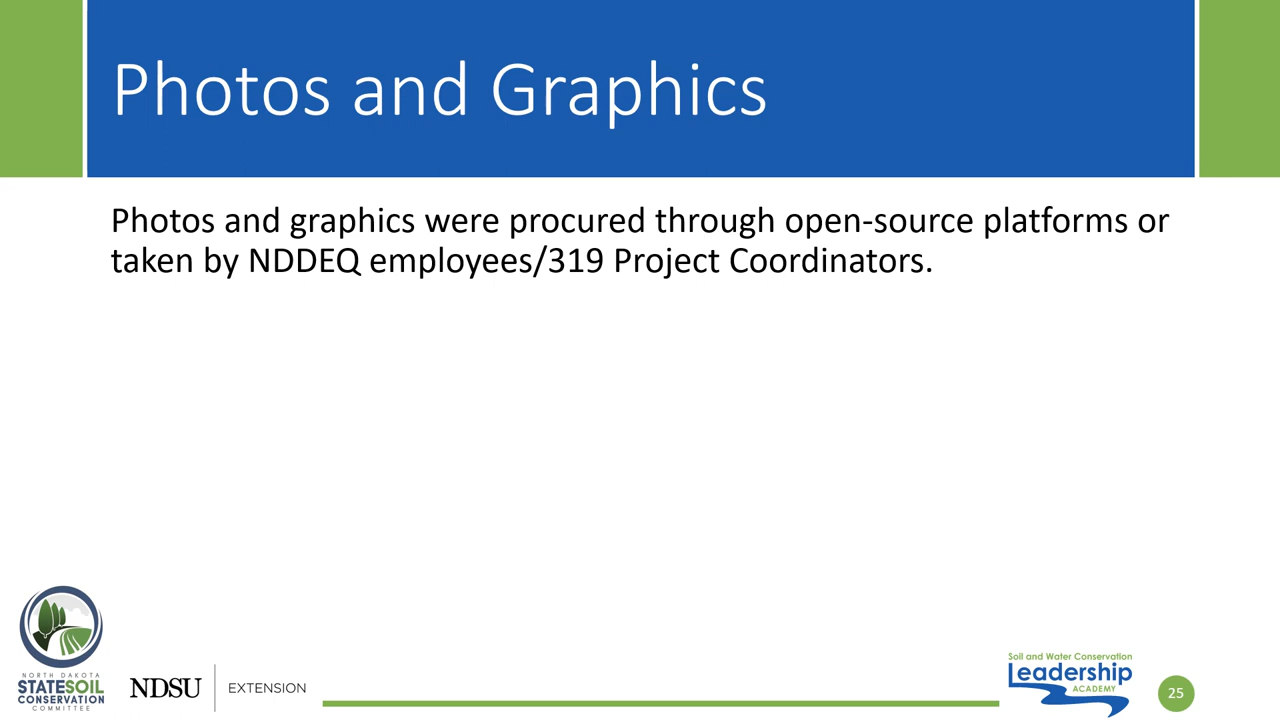 Photos and Graphics
Photos and graphics were procured through open-source platforms or
taken by NDDEQ employees/319 Project Coordinators.
NORTH DAKOTA
STATESOIL
CONSERVATION
COMMITTEE
NDSU
EXTENSION
Soil and Water Conservation
Leadership
ACADEMY
25